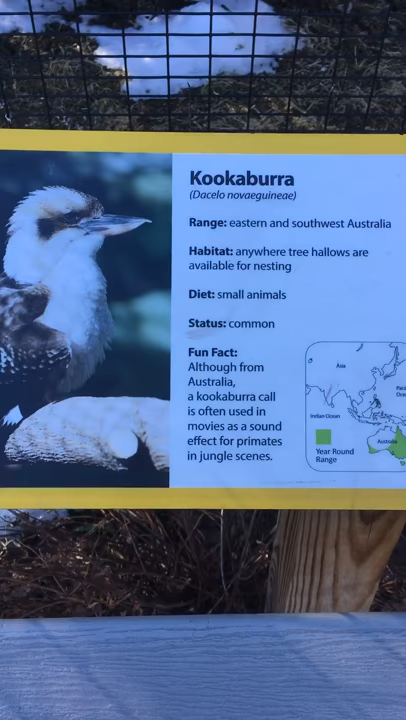 Kookaburra
(Dacelo novaeguineae)
Range: eastern and southwest Australia
Habitat: anywhere tree hallows are
available for nesting
Diet: small animals
Status: common
Fun Fact:
Although from
Australia,
a kookaburra call
is often used in
movies as a sound
effect for primates
in jungle scenes.
Asia
Indian Ocean
Australia
Year Round
Range